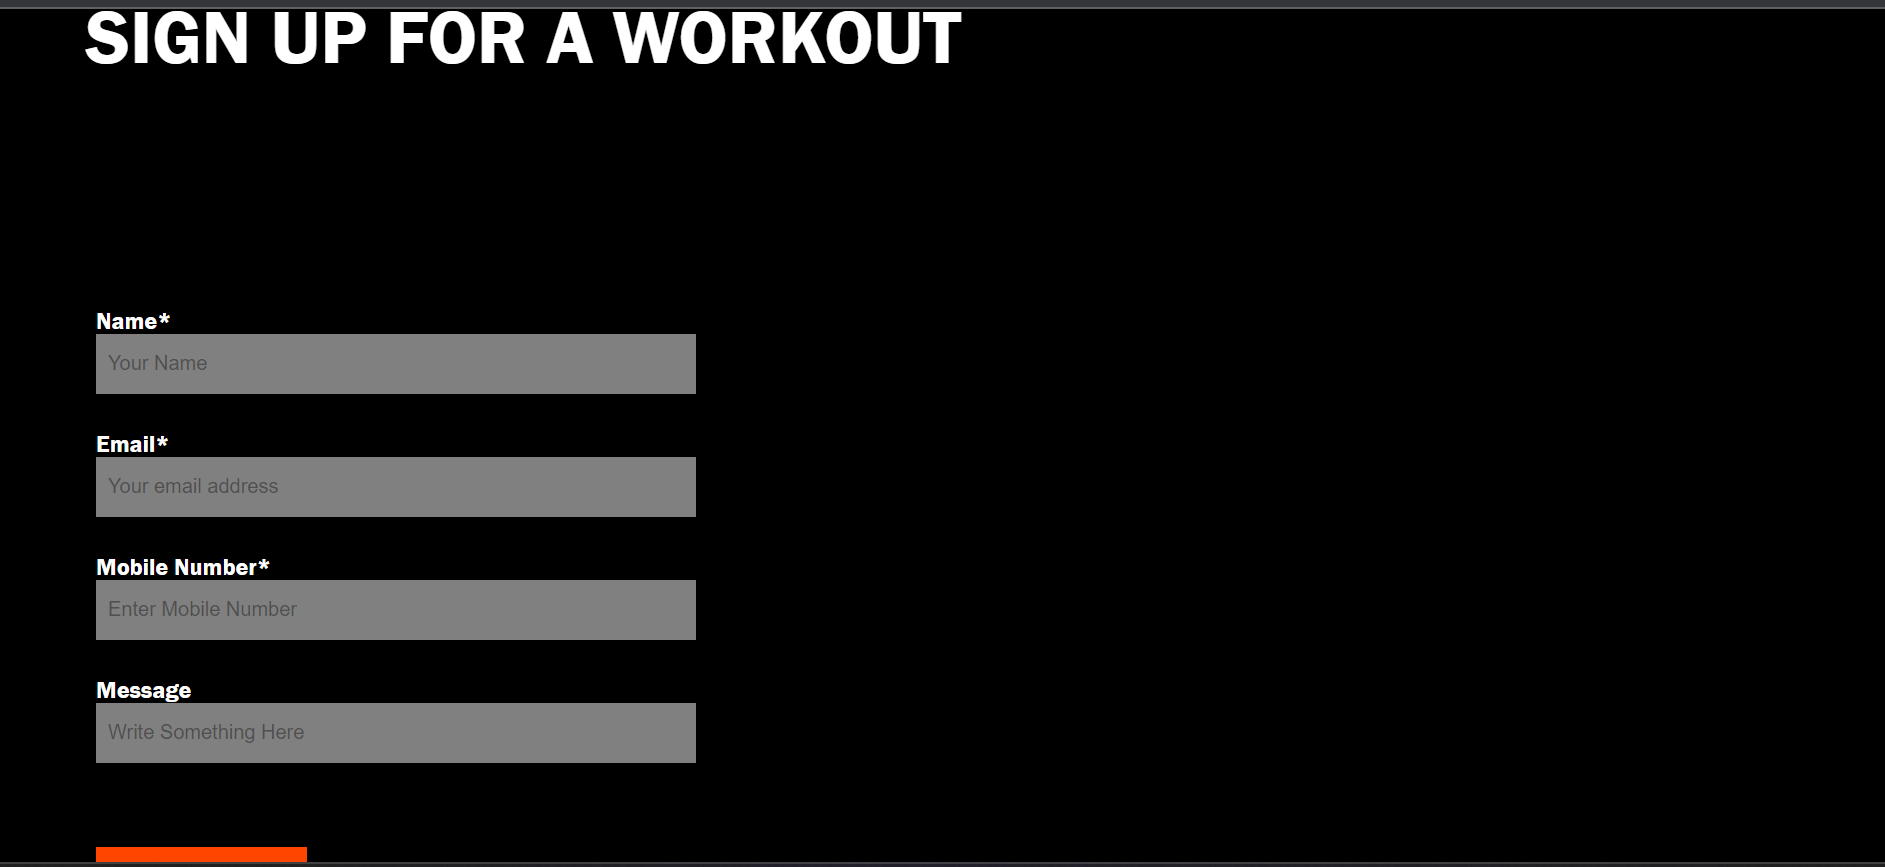 SIGN UP FOR A WORKOUT
Name*
Your Name
Email*
Your email address
Mobile Number*
Enter Mobile Number
Message
Write Something Here